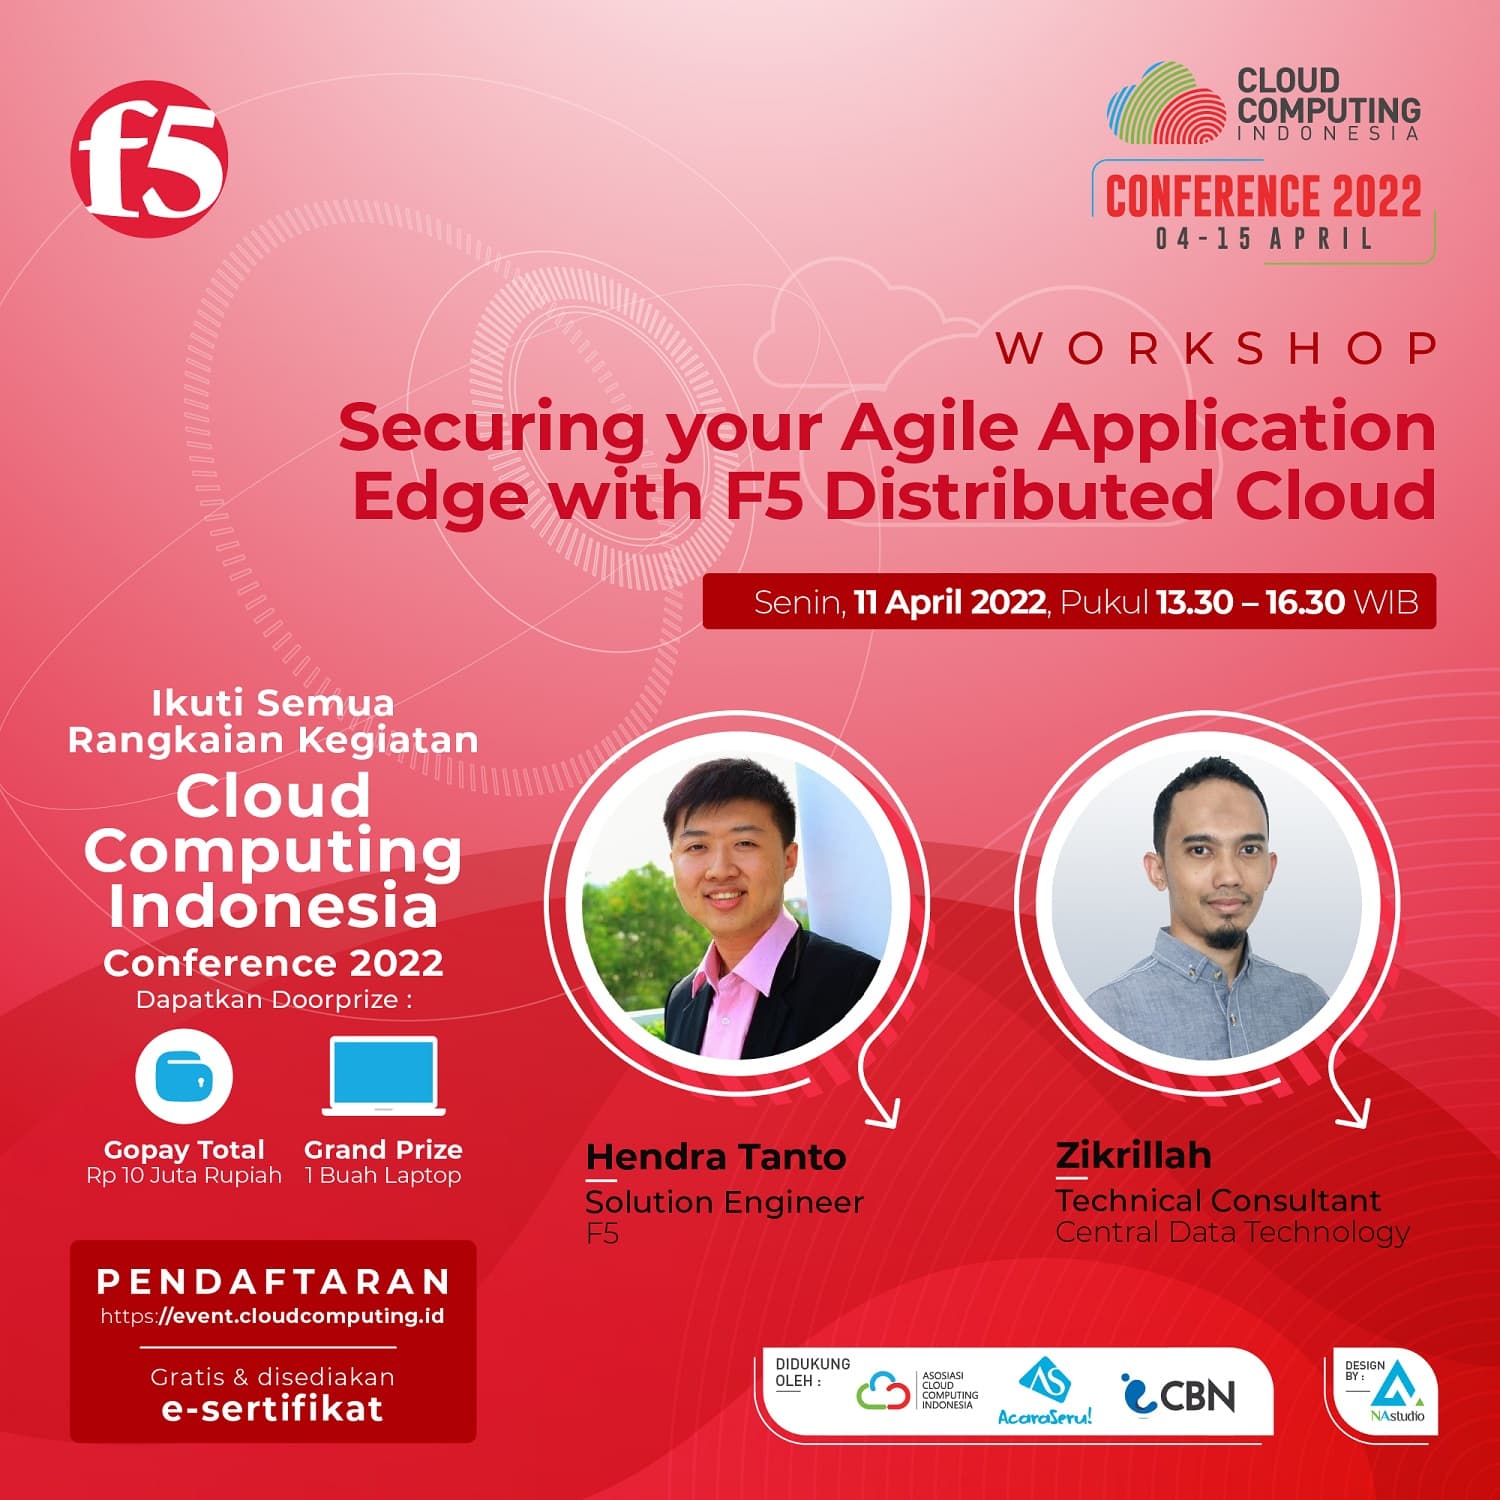 f5
CLOUD
COMPUTING
INDONESIA
CONFERENCE 2022
04-15 APRIL
WORKSHOP
Securing your Agile Application
Edge with F5 Distributed Cloud
Senin, 11 April 2022, Pukul 13.30 – 16.30 WIB
Ikuti Semua
Rangkaian Kegiatan
Cloud
Computing
Indonesia
Conference 2022
Dapatkan Doorprize :
Gopay Total
Rp 10 Juta Rupiah
Grand Prize
1 Buah Laptop
PENDAFTARAN
https://event.cloudcomputing.id
Gratis & disediakan
e-sertifikat
Hendra Tanto
Solution Engineer
F5
Zikrillah
Technical Consultant
Central Data Technology
DIDUKUNG
OLEH :
ASOSIASI
CLOUD
COMPUTING
INDONESIA
AS
AcaraSeru!
CBN
DESIGN
BY :
NAstudio